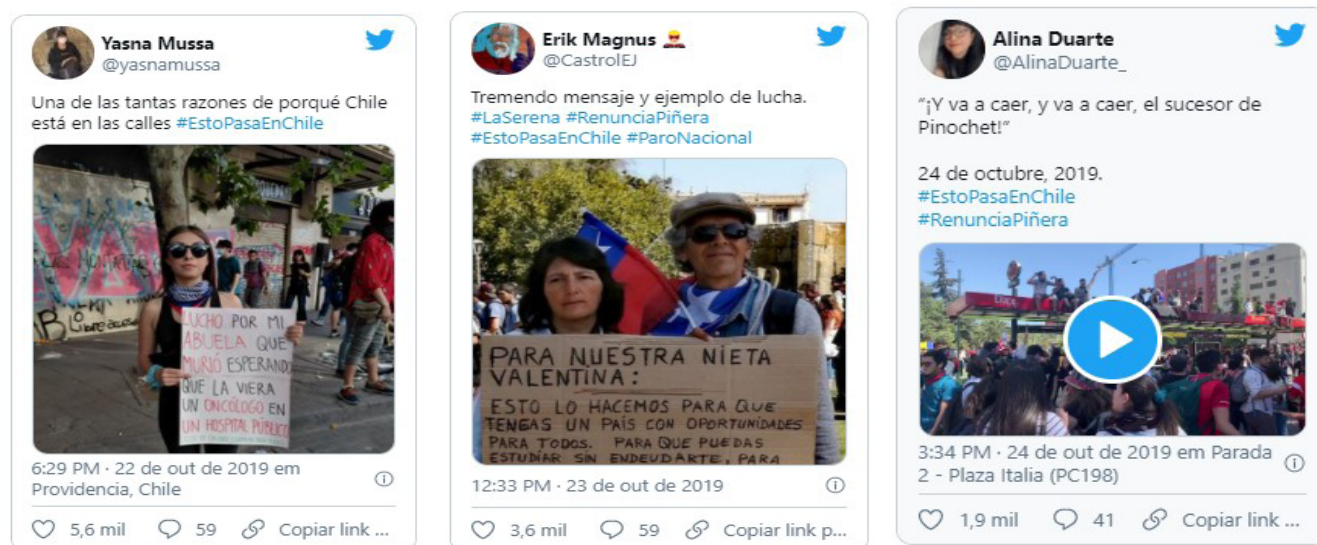 Yasna Mussa
@yasnamussa
Una de las tantas razones de porqué Chile
está en las calles #EstoPasaEnChile
LUCHO POR MI
ABUELA QUE
MURIÓ ESPERANDO
QUE LA VIERA
UN ONCÓLOGO EN
UN HOSPITAL PÚBLICO
6:29 PM · 22 de out de 2019 em
Providencia, Chile
5,6 mil 59 Copiar link ...
Erik Magnus
@CastrolEJ
Tremendo mensaje y ejemplo de lucha.
#LaSerena #RenunciaPiñera
#EstoPasaEnChile #ParoNacional
PARA NUESTRA NIETA
VALENTINA:
ESTO LO HACEMOS PARA QUE
TENGAS UN PAÍS CON OPORTUNIDADES
PARA TODOS. PARA QUE PUEDAS
ESTUDIAR SIN ENDEUDARTE, PARA
12:33 PM · 23 de out de 2019
3,6 mil 59 Copiar link p...
Alina Duarte
@AlinaDuarte_
“¡Y va a caer, y va a caer, el sucesor de
Pinochet!”
24 de octubre, 2019.
#EstoPasaEnChile
#RenunciaPiñera
3:34 PM · 24 de out de 2019 em Parada
2 - Plaza Italia (PC198)
1,9 mil 41 Copiar link ...